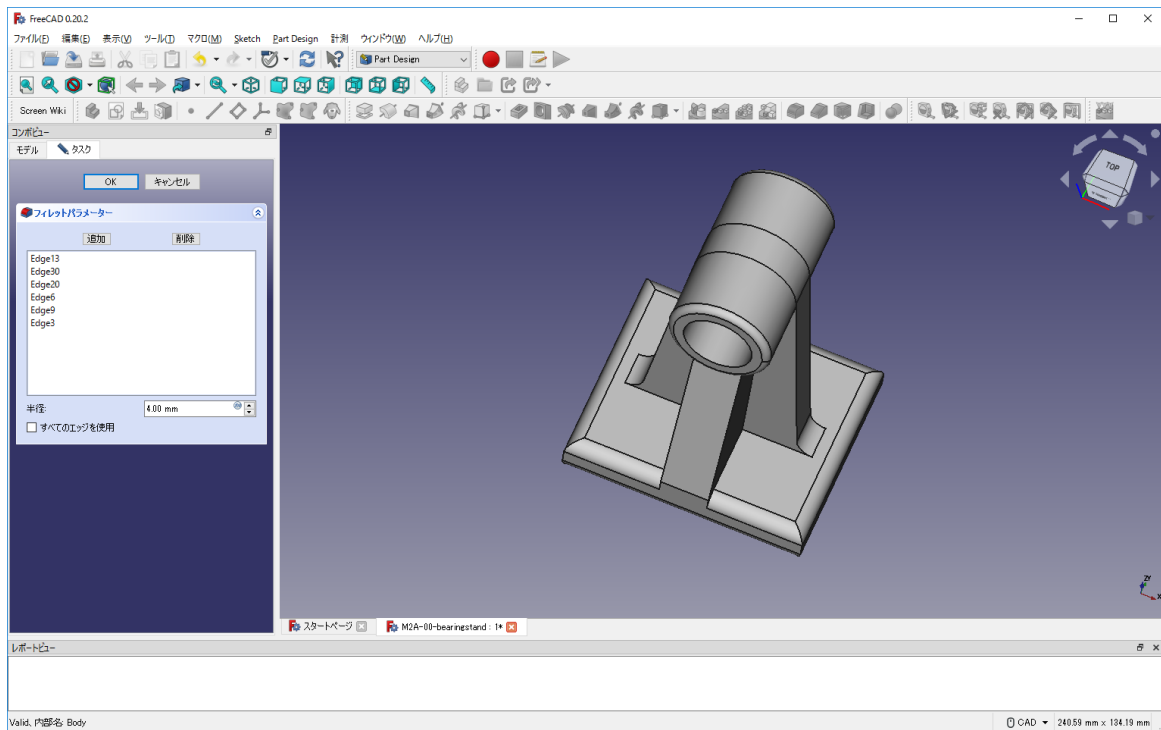 FreeCAD 0.20.2
ファイル(F) 編集(E) 表示(V) ツール(T) マクロ(M) Sketch Part Design 計測 ウィンドウ(W) ヘルプ(H)
Part Design
Screen Wiki
コンボビュー
モデル タスク
OK キャンセル
フィレットパラメーター
追加 削除
Edge13
Edge30
Edge20
Edge6
Edge9
Edge3
半径: 4.00 mm
すべてのエッジを使用
TOP
ZY
X
スタートページ M2A-00-bearingstand : 1*
レポートビュー
Valid、内部名: Body CAD 240.59 mm x 134.19 mm